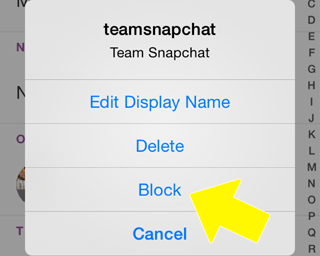 teamsnapchat
Team Snapchat
Edit Display Name
Delete
Block
Cancel
N
N
O
T
C
D
E
F
G
H
I
J
K
L
M
N
O
P
Q
R